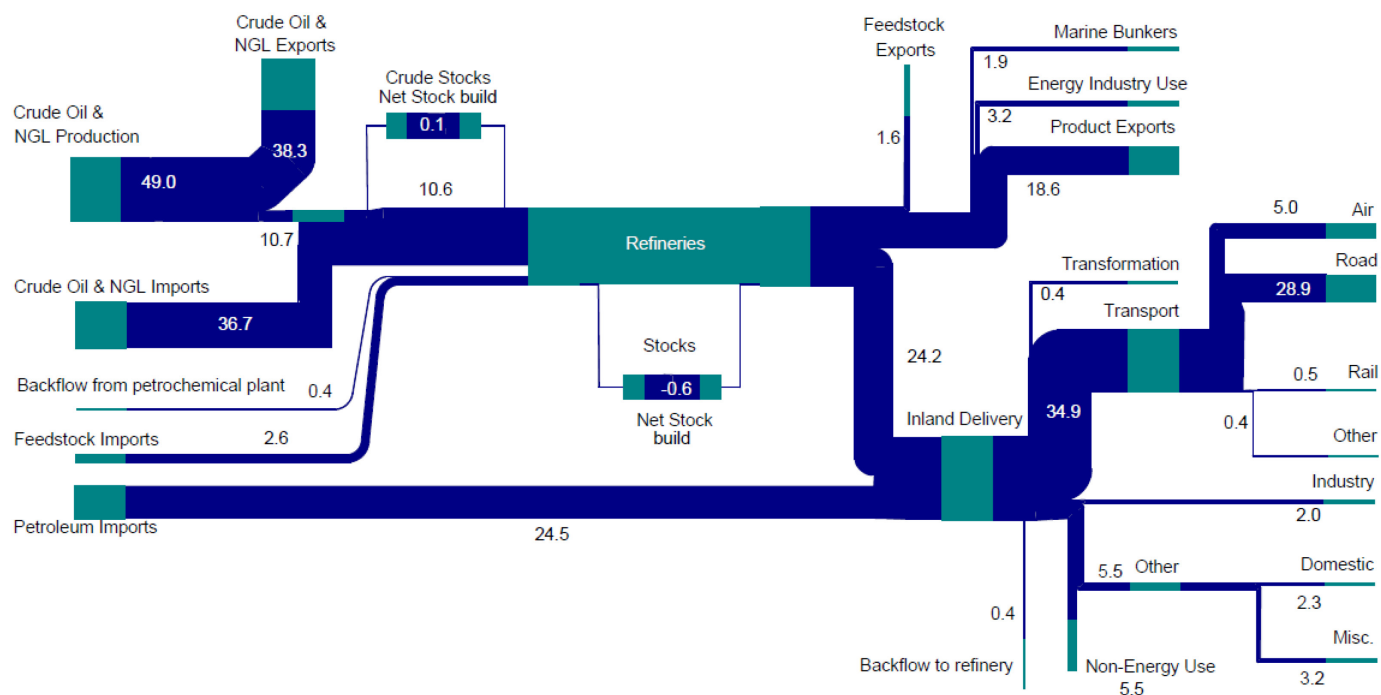 Crude Oil &
NGL Exports
Crude Stocks
Net Stock build
0.1
Feedstock
Exports
Marine Bunkers
1.9
Energy Industry Use
3.2
Product Exports
18.6
Crude Oil &
NGL Production
49.0
38.3
1.6
10.6
10.7
Refineries
5.0
Air
Road
28.9
Transformation
0.4
Transport
Crude Oil & NGL Imports
36.7
Stocks
-0.6
Net Stock
build
24.2
Backflow from petrochemical plant
0.4
Feedstock Imports
2.6
Inland Delivery
34.9
0.5
Rail
0.4
Other
Industry
2.0
Petroleum Imports
24.5
5.5
Other
Domestic
2.3
Misc.
3.2
0.4
Backflow to refinery
Non-Energy Use
5.5